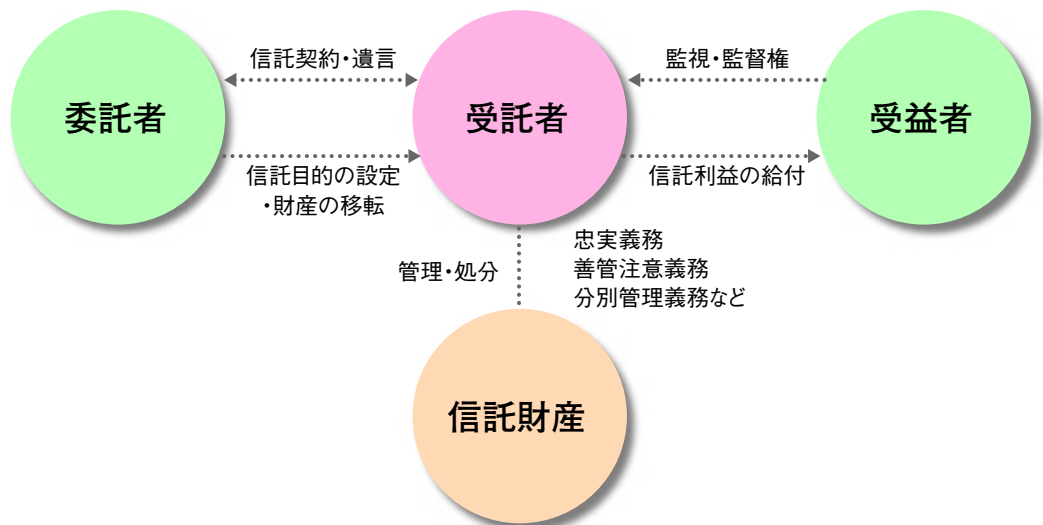 信託契約・遺言
監視・監督権
委託者
受託者
受益者
信託目的の設定
・財産の移転
信託利益の給付
管理・処分
忠実義務
善管注意義務
分別管理義務など
信託財産